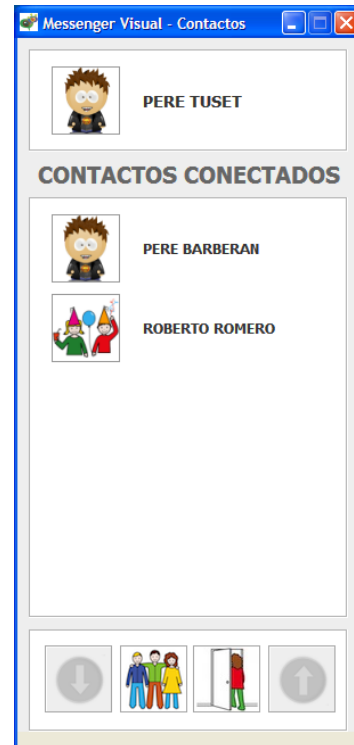 Messenger Visual - Contactos
PERE TUSET
CONTACTOS CONECTADOS
PERE BARBERAN
ROBERTO ROMERO